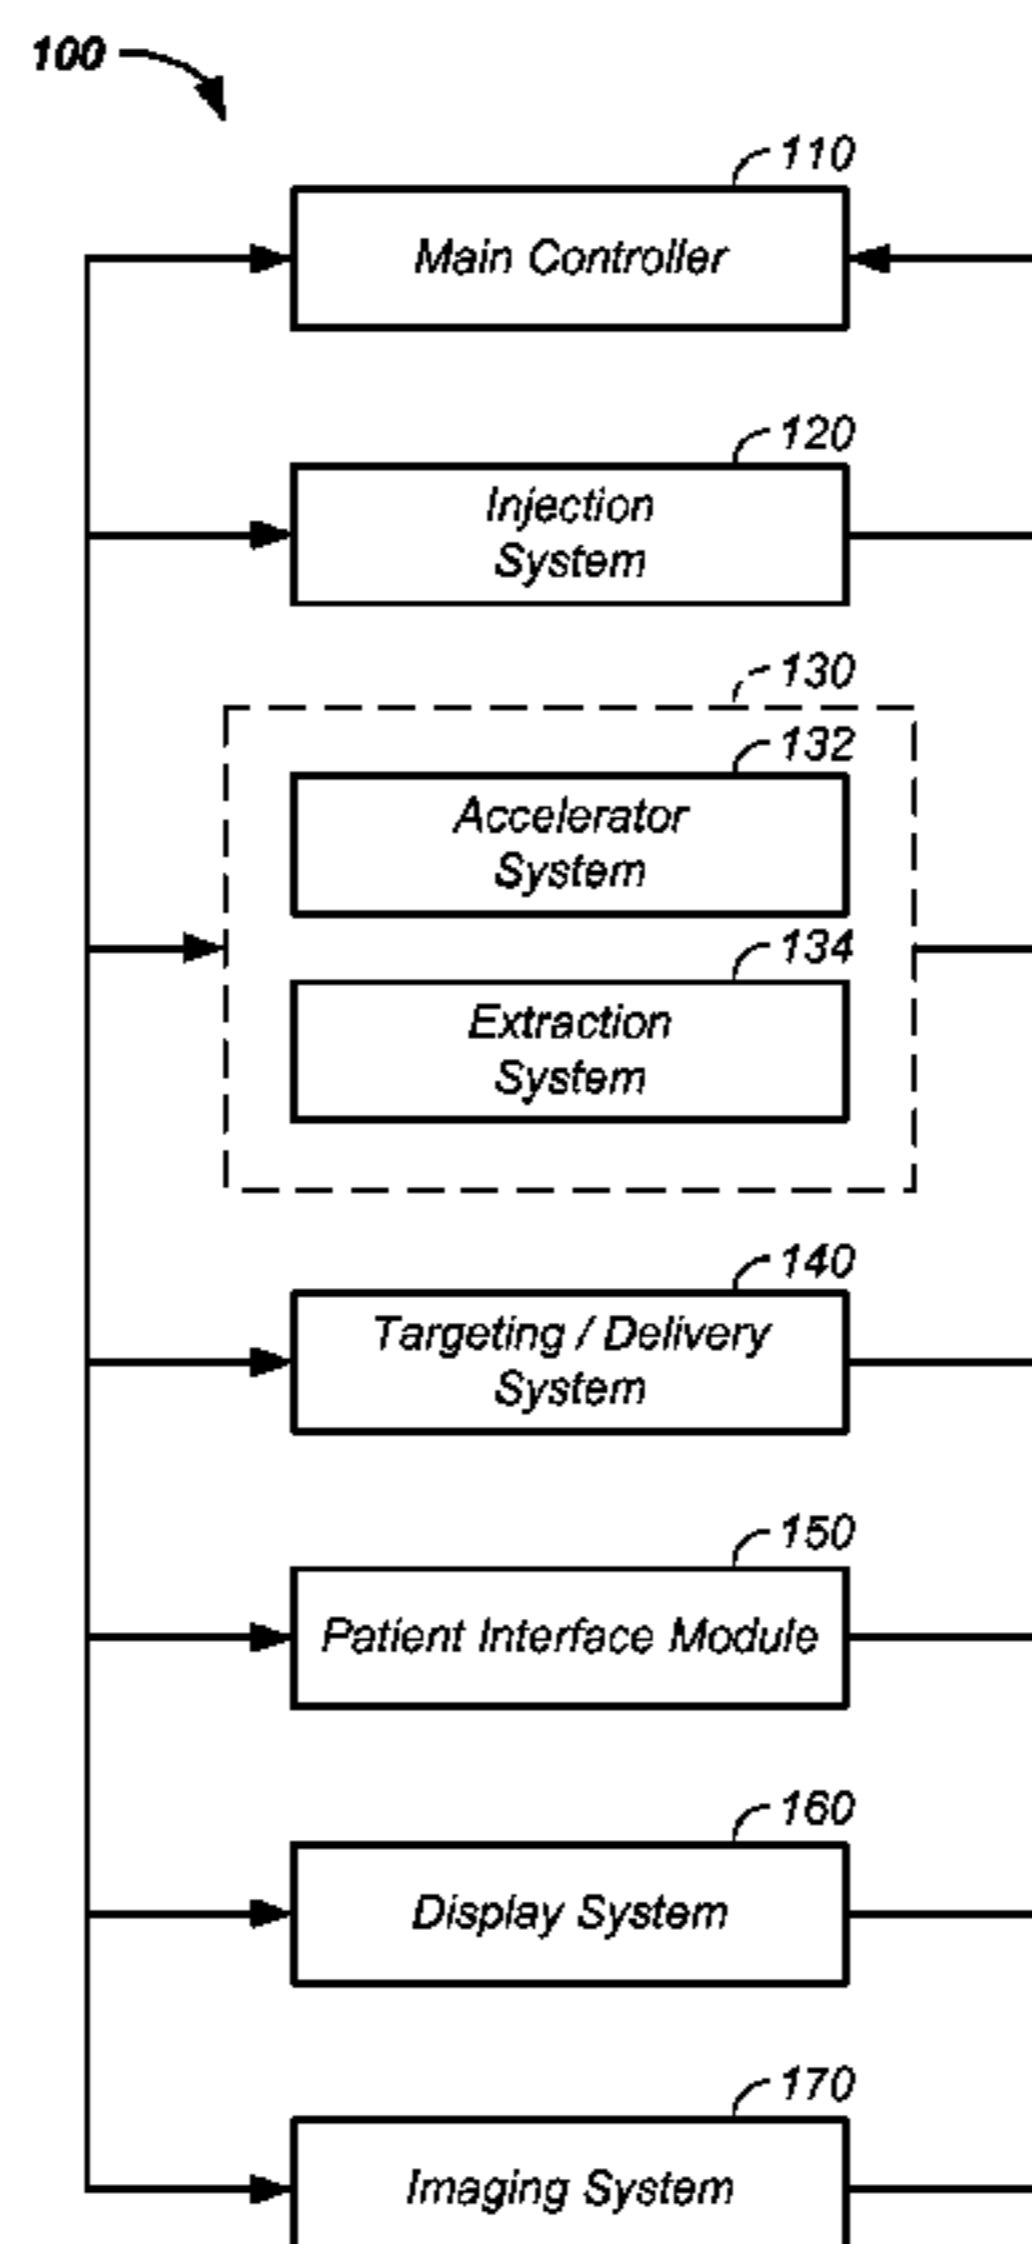 100
110
Main Controller
120
Injection
System
130
132
Accelerator
System
134
Extraction
System
140
Targeting / Delivery
System
150
Patient Interface Module
160
Display System
170
Imaging System